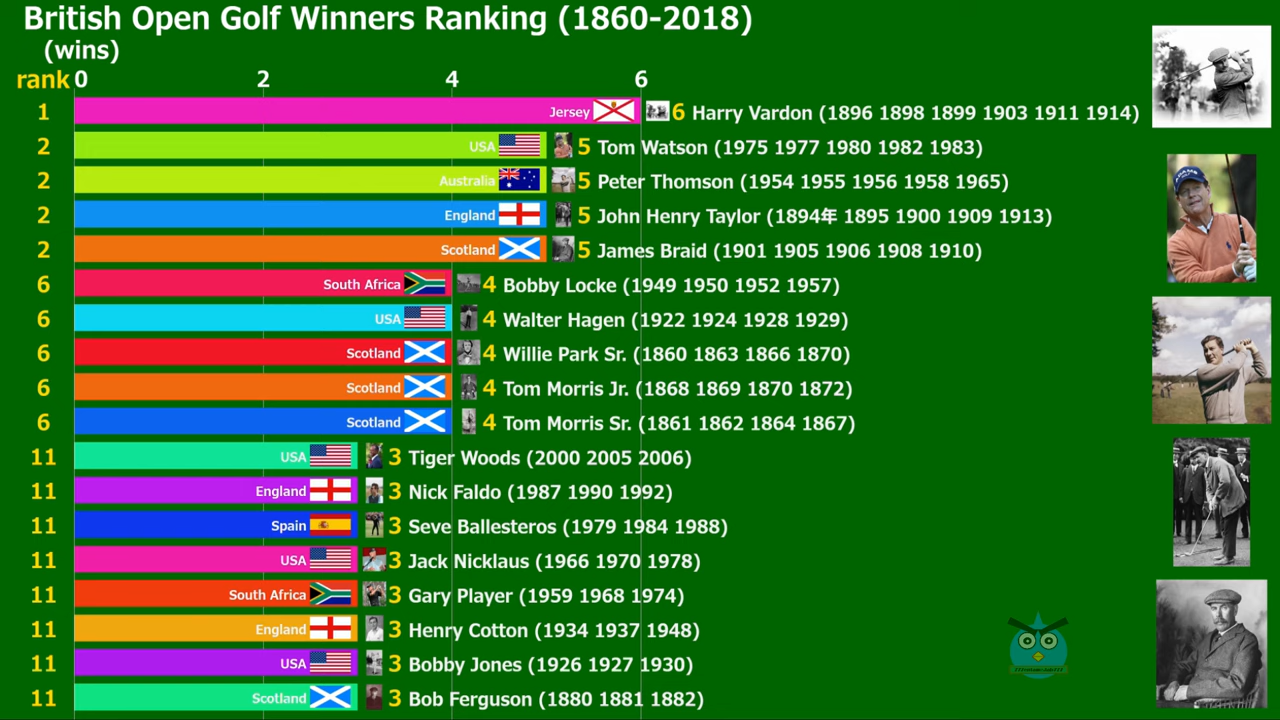 British Open Golf Winners Ranking (1860-2018)
(wins)
rank 0 2 4 6
1 Jersey 6 Harry Vardon (1896 1898 1899 1903 1911 1914)
2 USA 5 Tom Watson (1975 1977 1980 1982 1983)
2 Australia 5 Peter Thomson (1954 1955 1956 1958 1965)
2 England 5 John Henry Taylor (1894年 1895 1900 1909 1913)
2 Scotland 5 James Braid (1901 1905 1906 1908 1910)
6 South Africa 4 Bobby Locke (1949 1950 1952 1957)
6 USA 4 Walter Hagen (1922 1924 1928 1929)
6 Scotland 4 Willie Park Sr. (1860 1863 1866 1870)
6 Scotland 4 Tom Morris Jr. (1868 1869 1870 1872)
6 Scotland 4 Tom Morris Sr. (1861 1862 1864 1867)
11 USA 3 Tiger Woods (2000 2005 2006)
11 England 3 Nick Faldo (1987 1990 1992)
11 Spain 3 Seve Ballesteros (1979 1984 1988)
11 USA 3 Jack Nicklaus (1966 1970 1978)
11 South Africa 3 Gary Player (1959 1968 1974)
11 England 3 Henry Cotton (1934 1937 1948)
11 USA 3 Bobby Jones (1926 1927 1930)
11 Scotland 3 Bob Ferguson (1880 1881 1882)
ADAMS